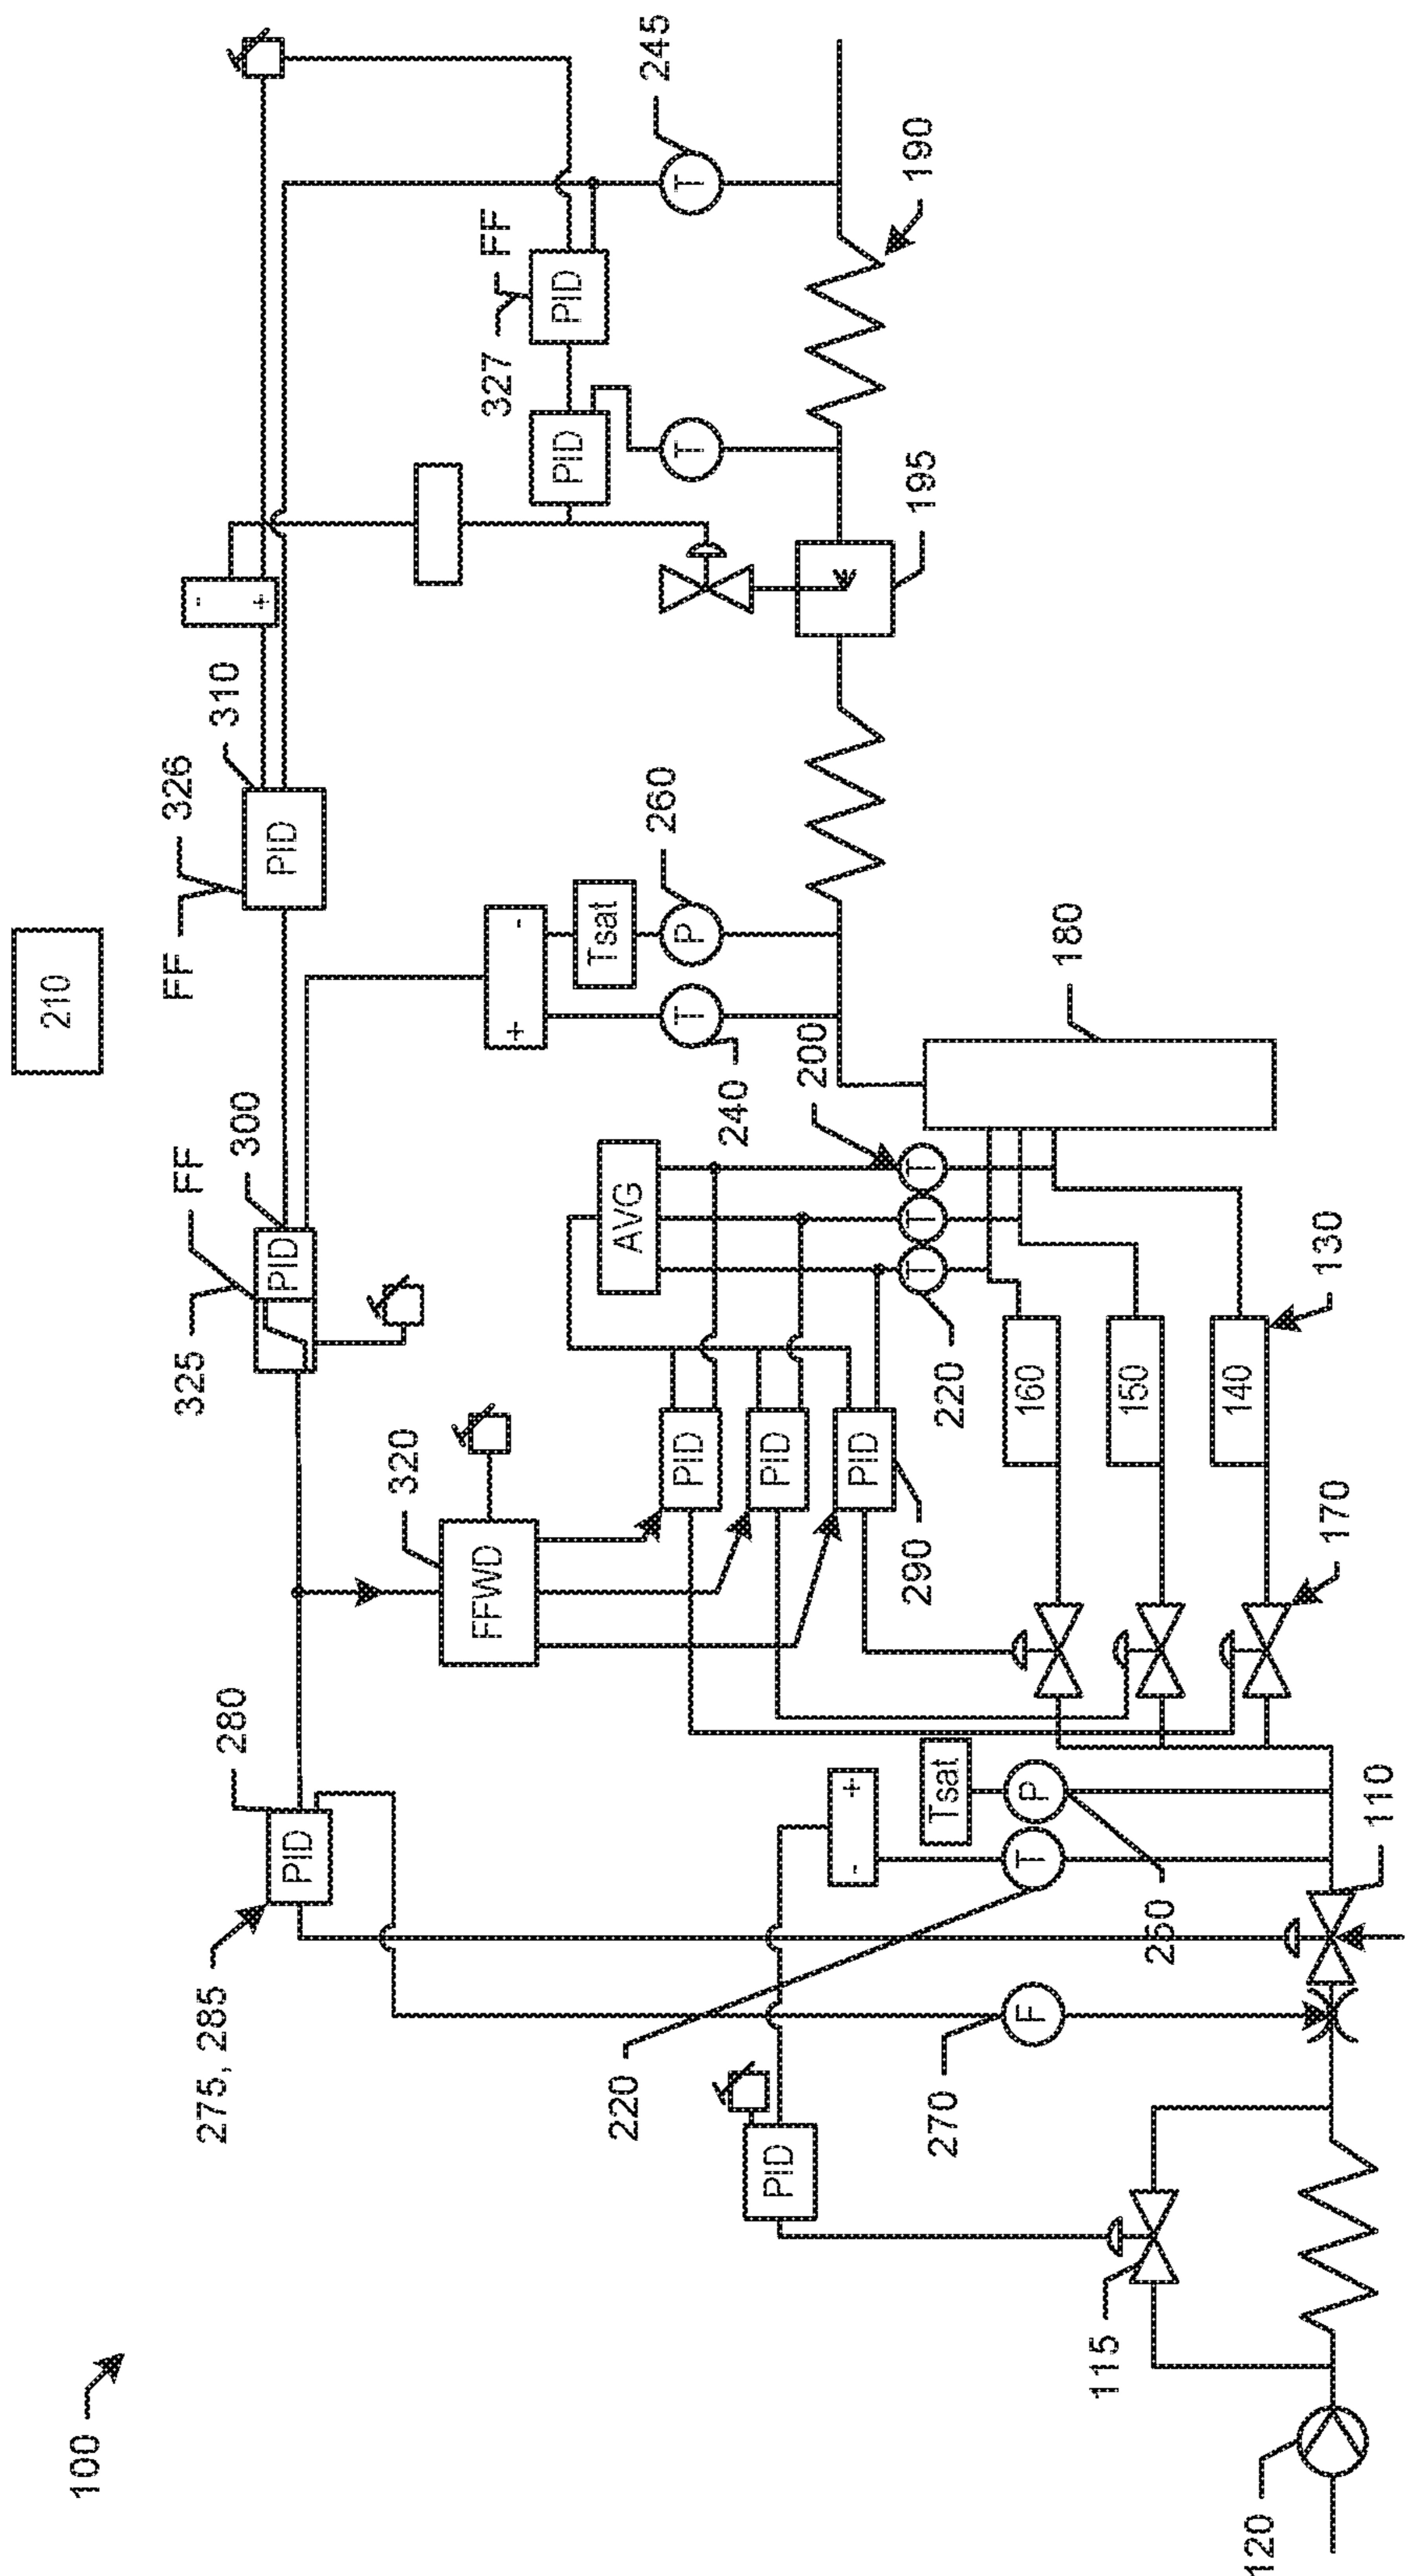 100
210
275, 285
280
325
FF
300
FF
326
310
PID
PID
PID
-
+
320
FFWD
327
FF
PID
PID
+
-
Tsat
T
240
P
260
T
T
245
AVG
PID
PID
PID
290
T
T
T
220
200
180
195
190
160
150
140
130
170
PID
220
-
+
Tsat
T
P
260
F
270
110
115
120